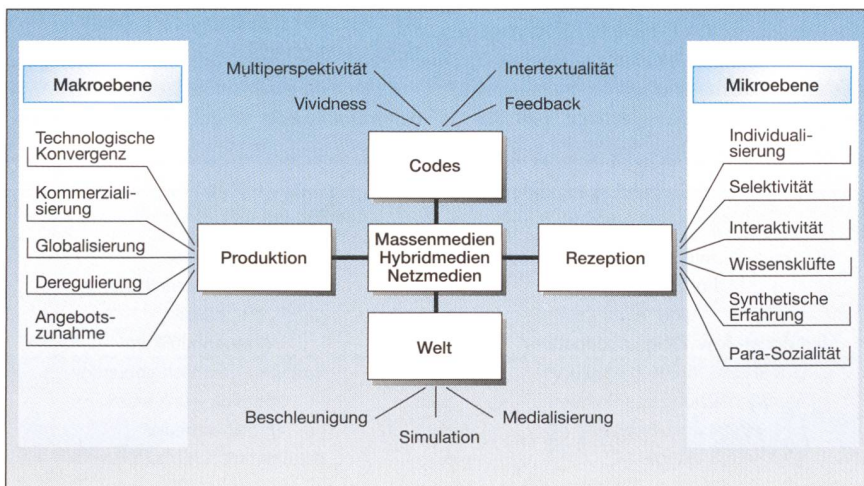 Makroebene
Technologische
Konvergenz
Kommerziali-
sierung
Globalisierung
Deregulierung
Angebots-
zunahme
Produktion
Multiperspektivität
Vividness
Intertextualität
Feedback
Codes
Massenmedien
Hybridmedien
Netzmedien
Welt
Beschleunigung
Simulation
Medialisierung
Rezeption
Mikroebene
Individuali-
sierung
Selektivität
Interaktivität
Wissensklüfte
Synthetische
Erfahrung
Para-Sozialität